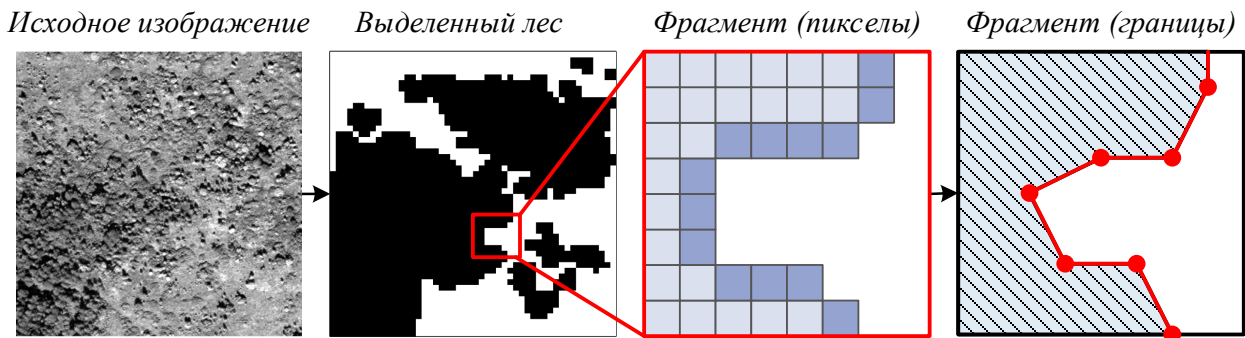 Исходное изображение
Выделенный лес
Фрагмент (пикселы)
Фрагмент (границы)